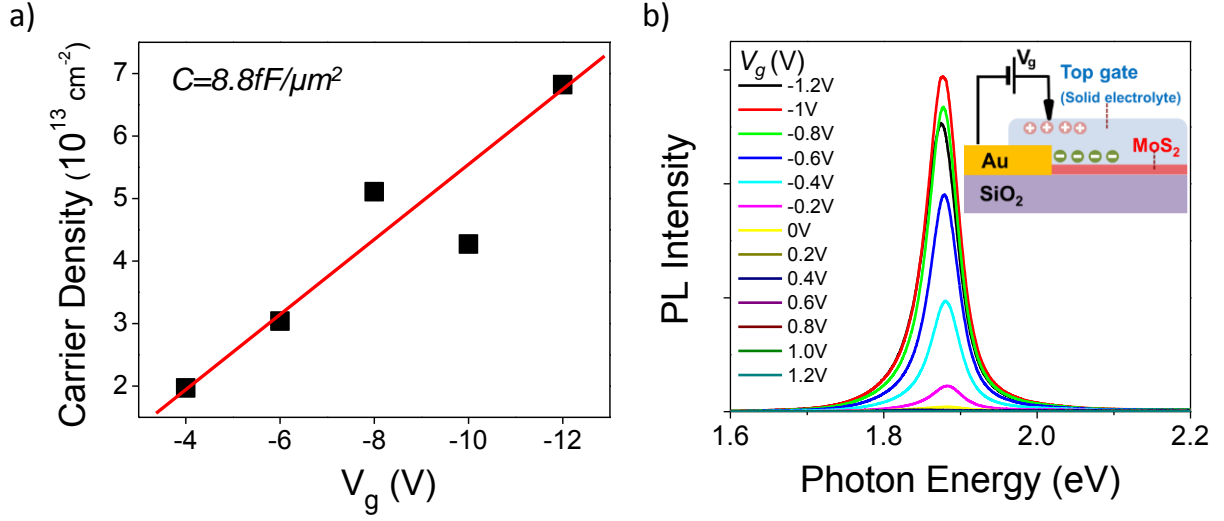 a)
C=8.8fF/μm²
Carrier Density (10¹³ cm⁻²)
7
6
5
4
3
2
-4
-6
-8
-10
-12
V_g (V)
b)
V_g (V)
-1.2V
-1V
-0.8V
-0.6V
-0.4V
-0.2V
0V
0.2V
0.4V
0.6V
0.8V
1.0V
1.2V
V_g
Top gate
(Solid electrolyte)
MoS₂
Au
SiO₂
PL Intensity
1.6
1.8
2.0
2.2
Photon Energy (eV)